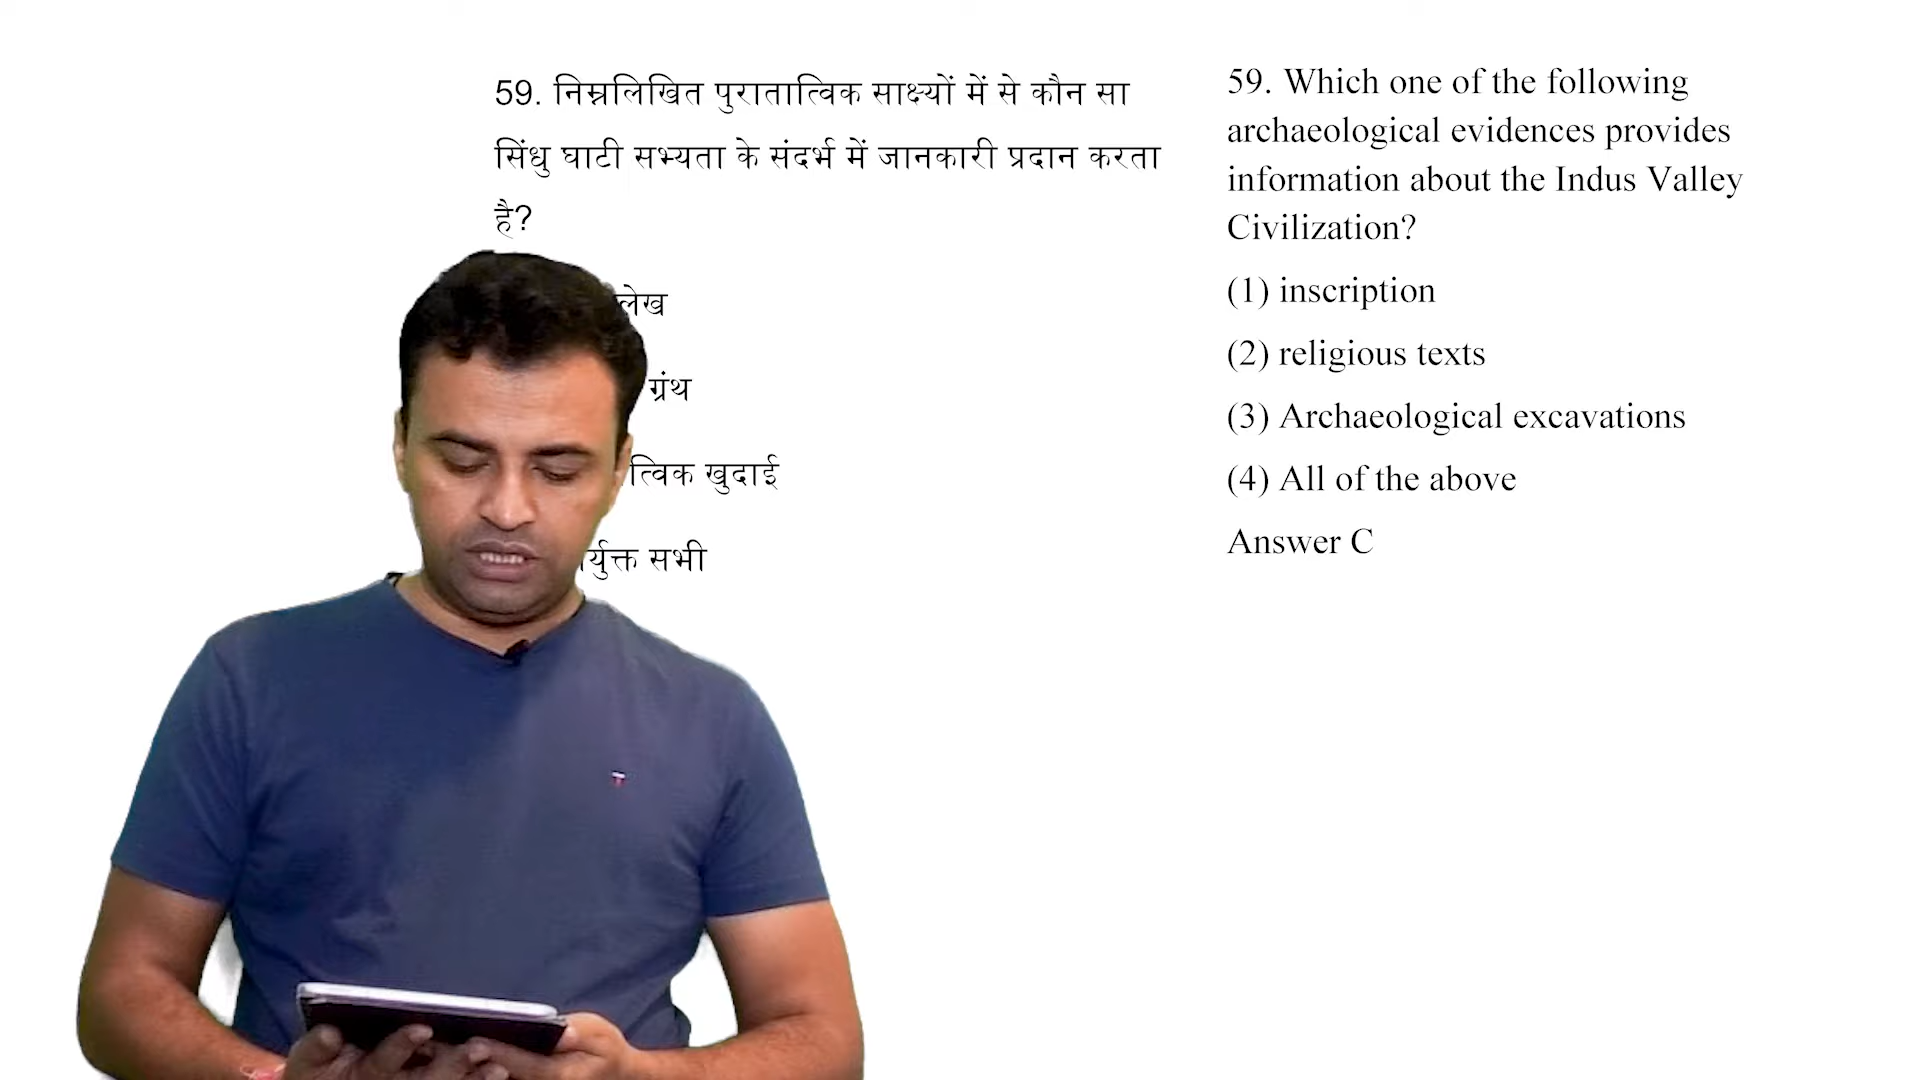 59. निम्नलिखित पुरातात्विक साक्ष्यों में से कौन सा
सिंधु घाटी सभ्यता के संदर्भ में जानकारी प्रदान करता
है?
ग्रंथ
खुदाई
सभी
59. Which one of the following
archaeological evidences provides
information about the Indus Valley
Civilization?
(1) inscription
(2) religious texts
(3) Archaeological excavations
(4) All of the above
Answer C